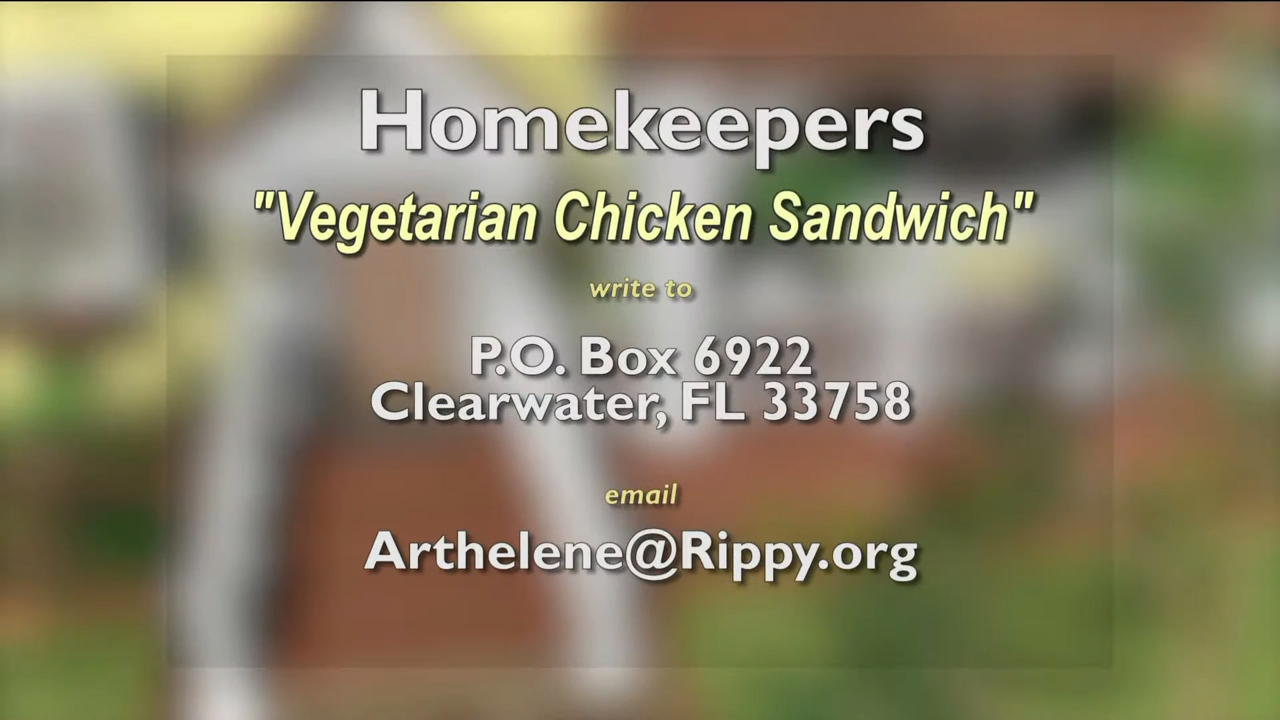 Homekeepers
"Vegetarian Chicken Sandwich"
write to
P.O. Box 6922
Clearwater, FL 33758
email
Arthelene@Rippy.org